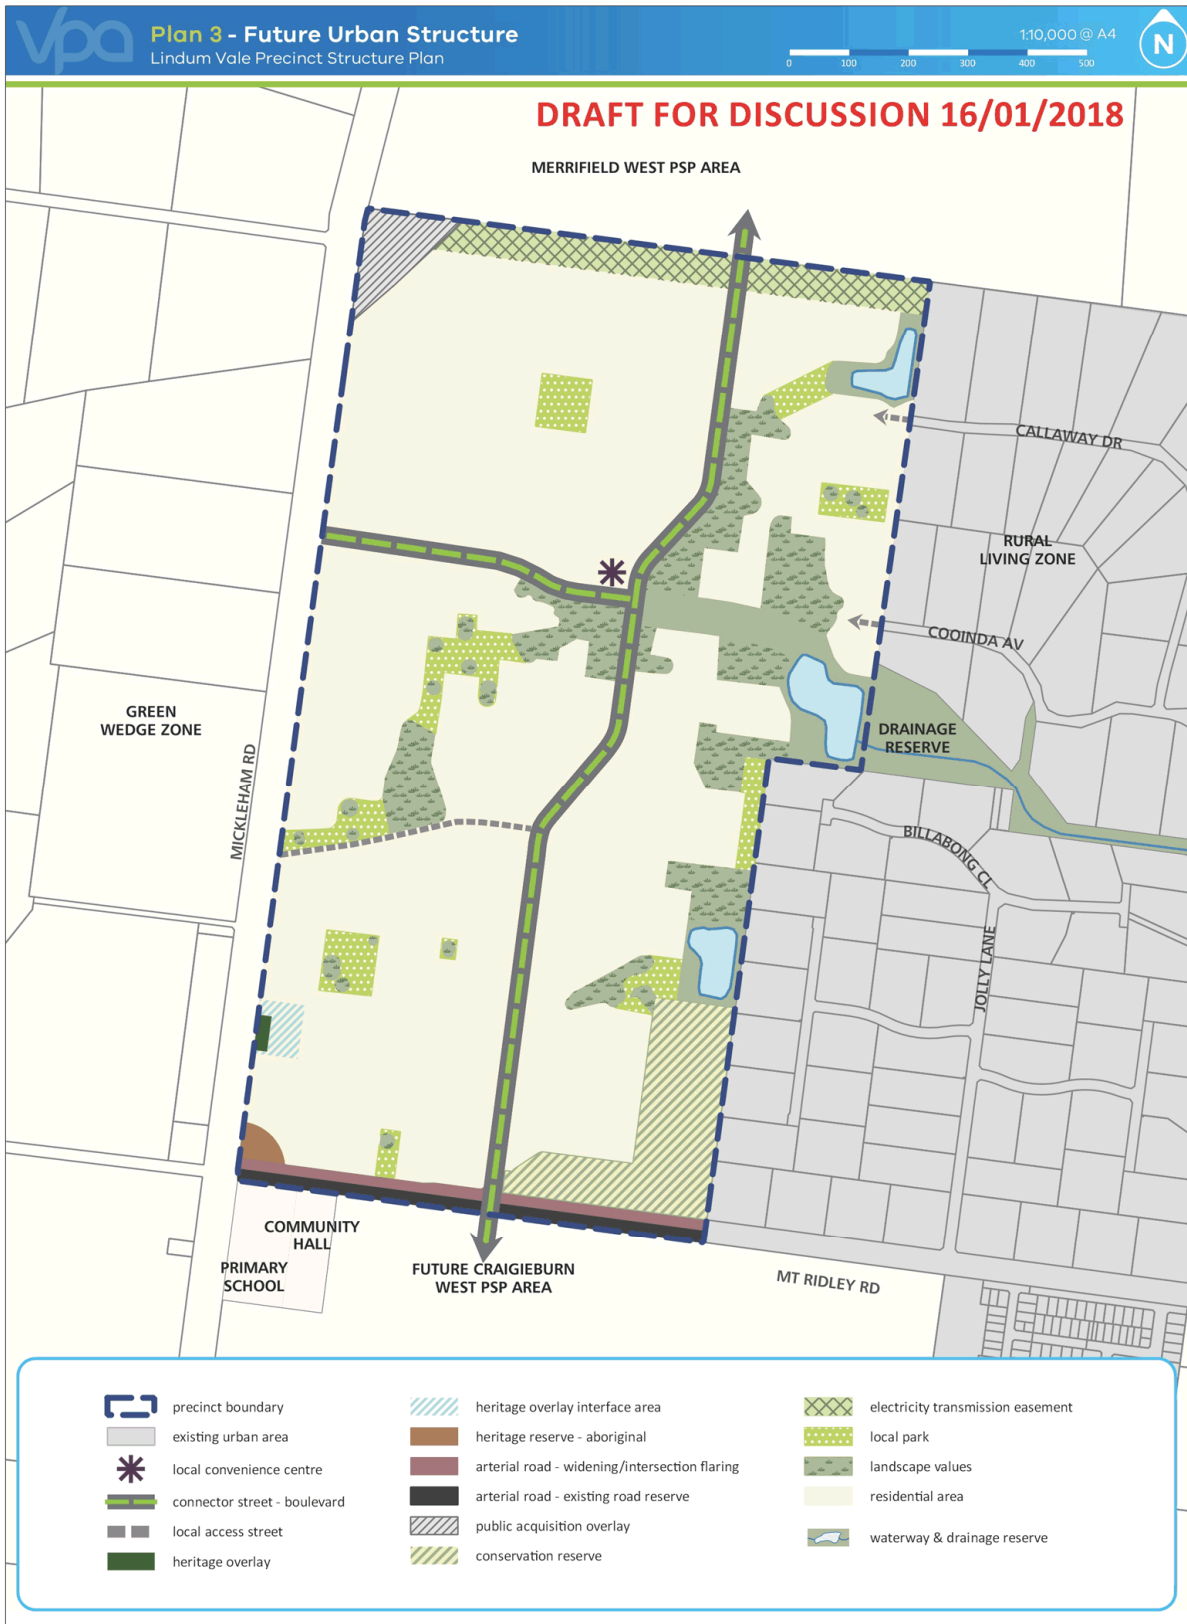 vpa
Plan 3 - Future Urban Structure
Lindum Vale Precinct Structure Plan
1:10,000 @ A4
0 100 200 300 400 500
N
DRAFT FOR DISCUSSION 16/01/2018
MERRIFIELD WEST PSP AREA
CALLAWAY DR
RURAL
LIVING ZONE
COOINDA AV
GREEN
WEDGE ZONE
DRAINAGE
RESERVE
MICKLEHAM RD
BILLABONG CL
JOLLY LANE
COMMUNITY
HALL
PRIMARY
SCHOOL
FUTURE CRAIGIEBURN
WEST PSP AREA
MT RIDLEY RD
precinct boundary
existing urban area
local convenience centre
connector street - boulevard
local access street
heritage overlay
heritage overlay interface area
heritage reserve - aboriginal
arterial road - widening/intersection flaring
arterial road - existing road reserve
public acquisition overlay
conservation reserve
electricity transmission easement
local park
landscape values
residential area
waterway & drainage reserve